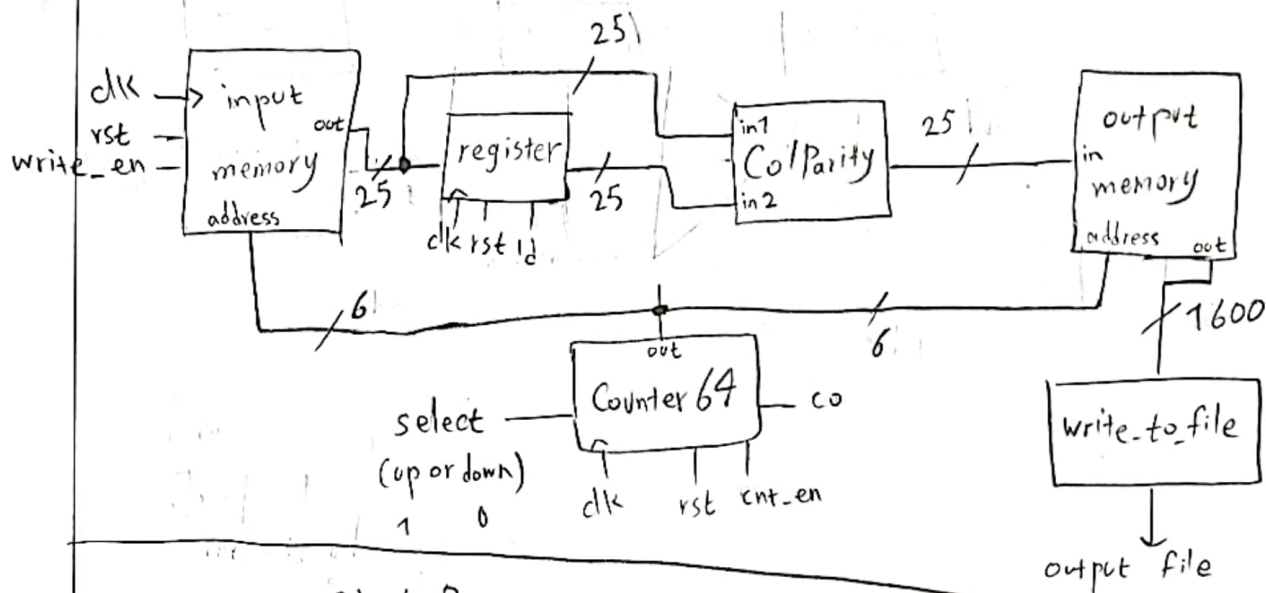 25
clk
input
rst
out
write_en
memory
25
address
register
25
clk rst ld
in1
ColParity
in2
25
output
in
memory
address
out
6
6
1600
out
Counter 64
co
select
(up or down)
1 0
clk
rst
cnt_en
write_to_file
output file